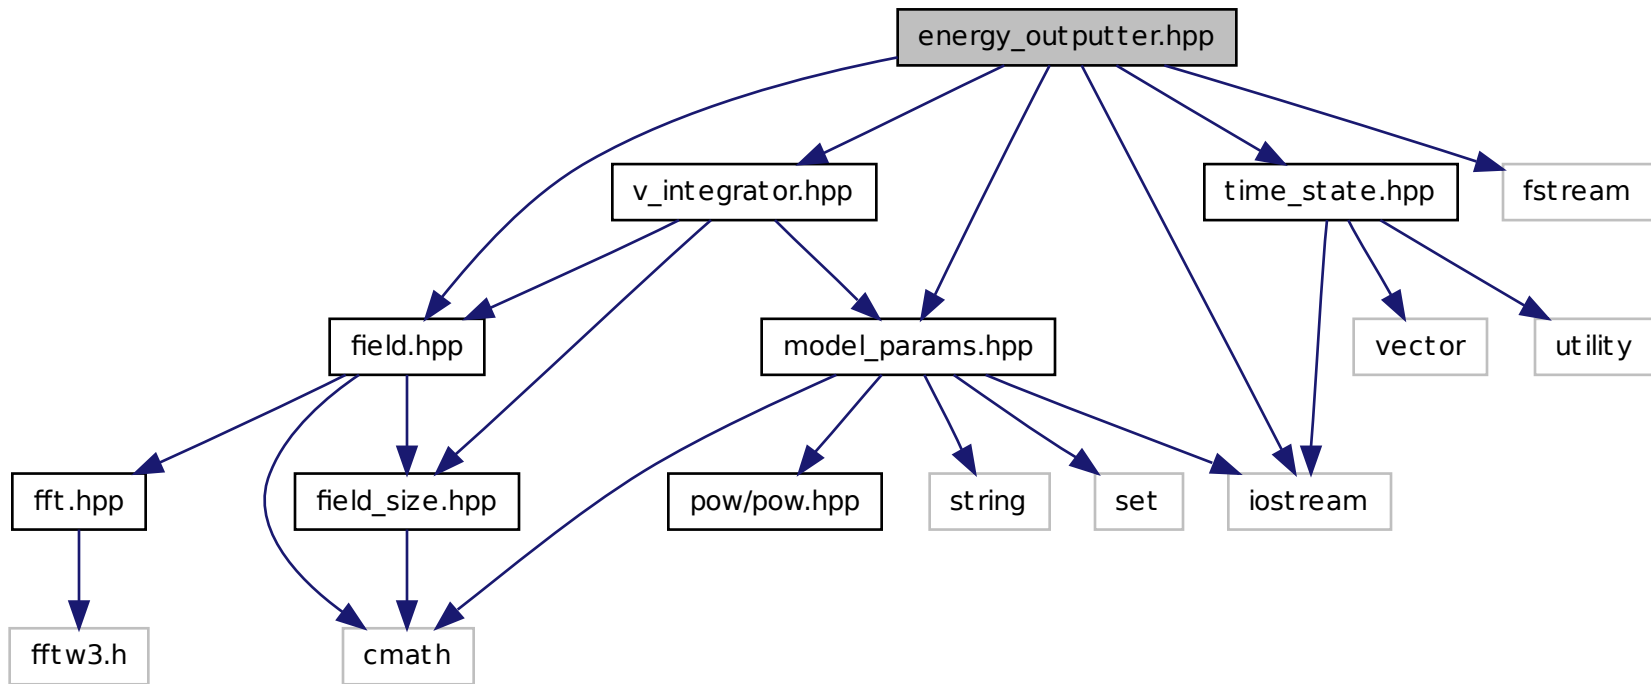 energy_outputter.hpp
v_integrator.hpp
time_state.hpp
fstream
field.hpp
model_params.hpp
vector
utility
fft.hpp
field_size.hpp
pow/pow.hpp
string
set
iostream
fftw3.h
cmath